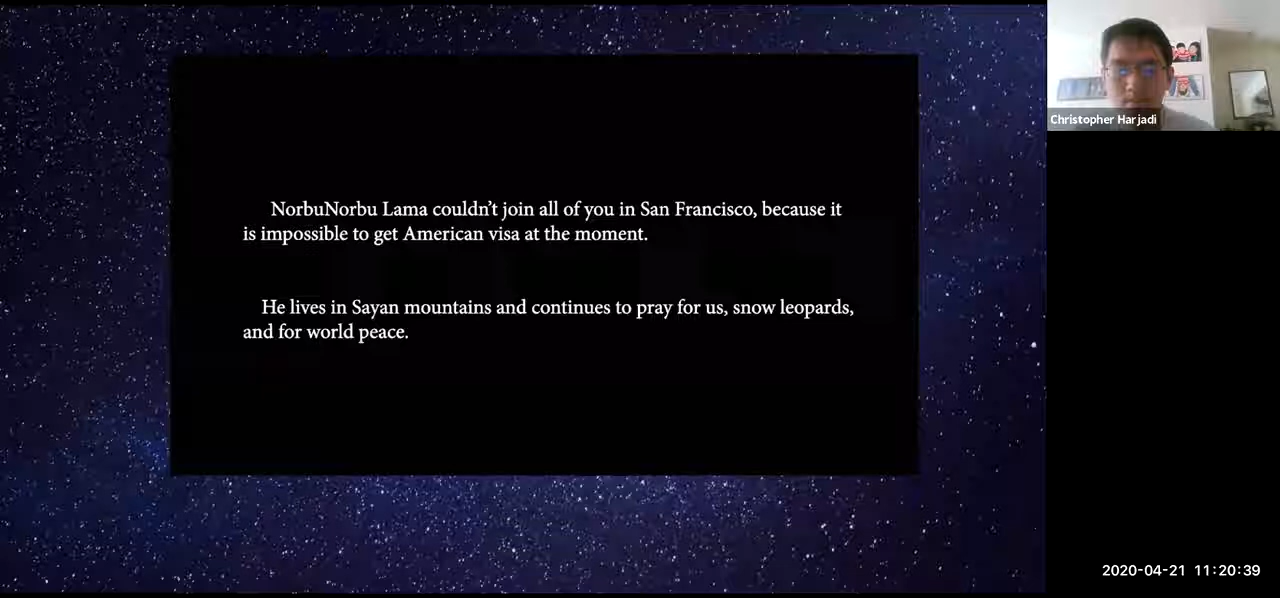 NorbuNorbu Lama couldn't join all of you in San Francisco, because it
is impossible to get American visa at the moment.
He lives in Sayan mountains and continues to pray for us, snow leopards,
and for world peace.
Christopher Harjadi
2020-04-21 11:20:39